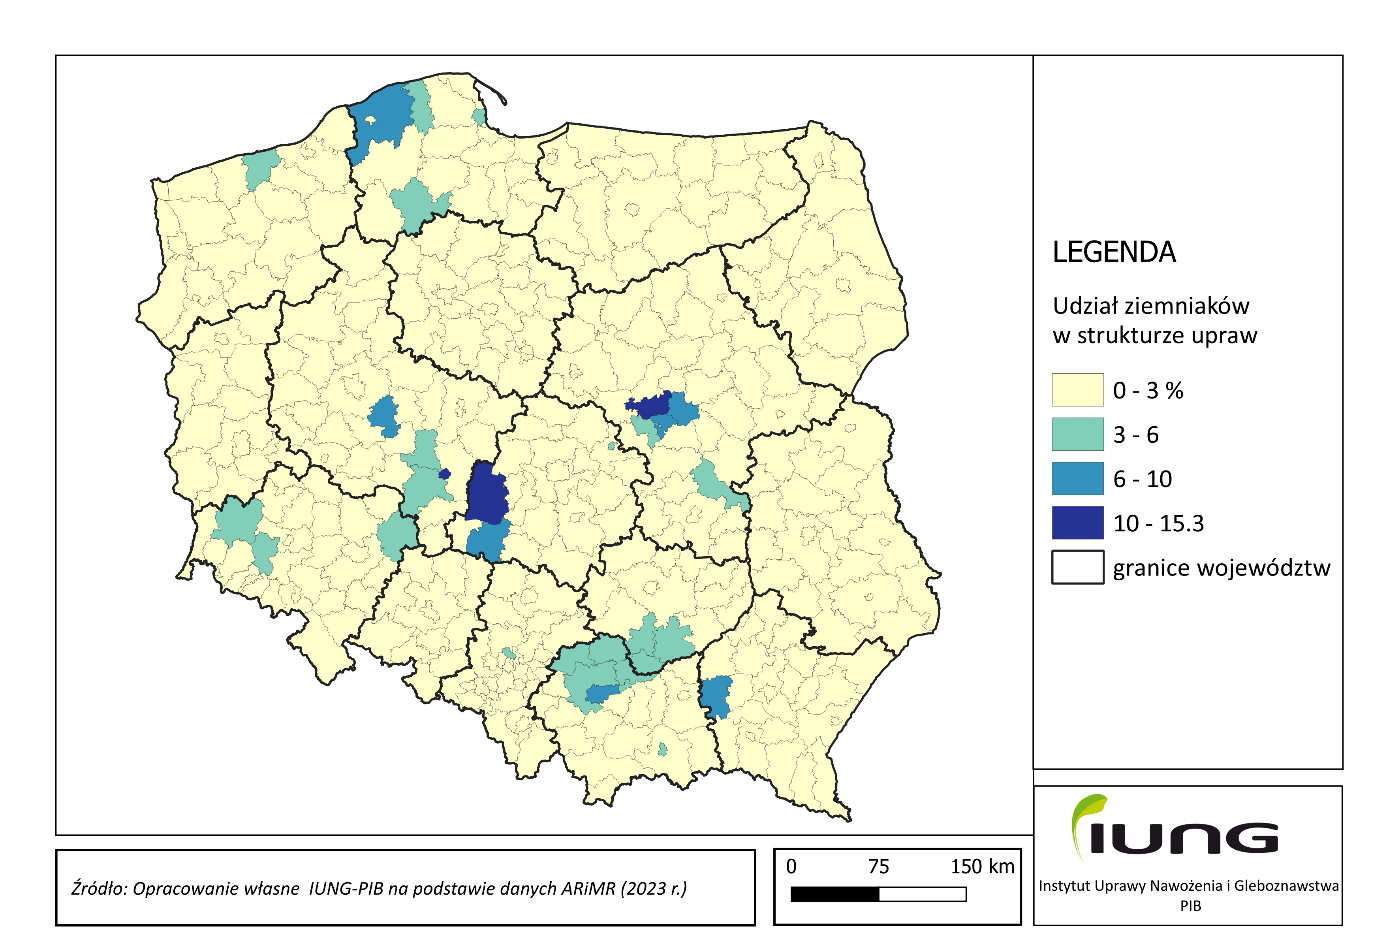 LEGENDA
Udział ziemniaków
w strukturze upraw
0 - 3 %
3 - 6
6 - 10
10 - 15.3
granice województw
IUNG
Instytut Uprawy Nawożenia i Gleboznawstwa
PIB
Źródło: Opracowanie własne IUNG-PIB na podstawie danych ARiMR (2023 r.)
0 75 150 km